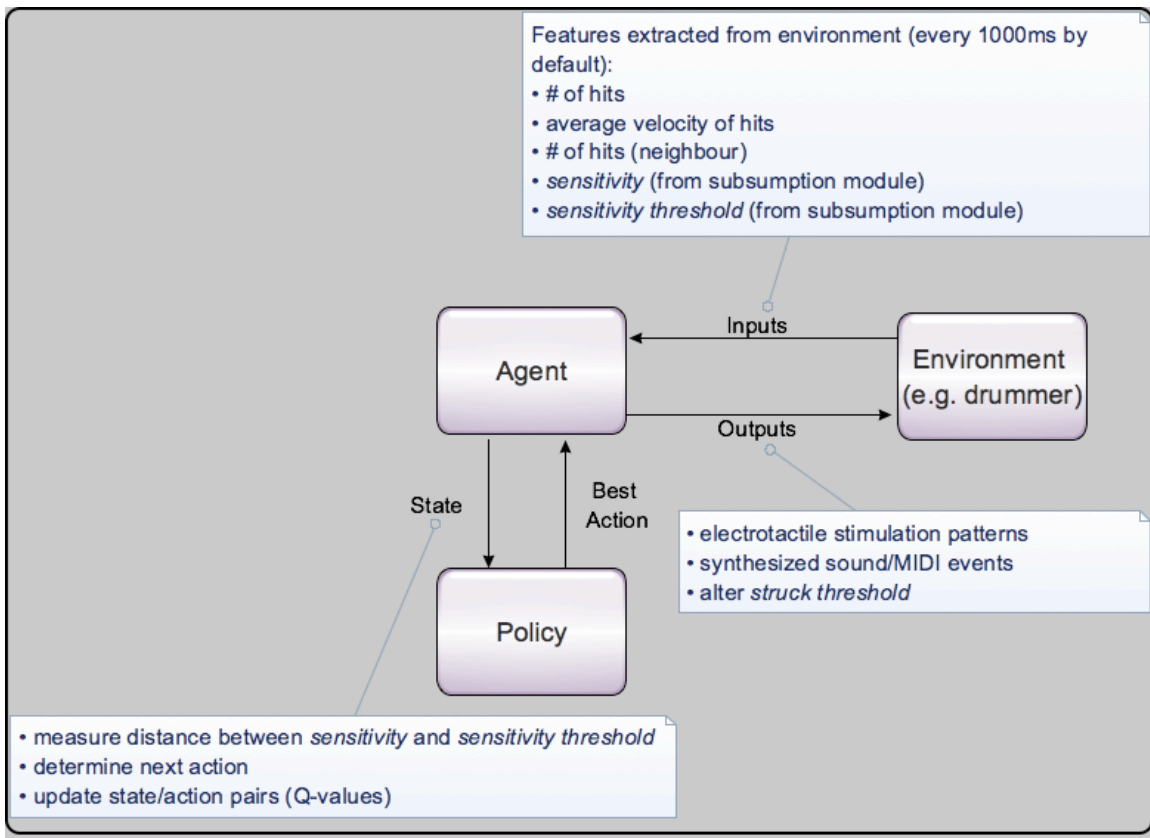 Features extracted from environment (every 1000ms by
default):
• # of hits
• average velocity of hits
• # of hits (neighbour)
• sensitivity (from subsumption module)
• sensitivity threshold (from subsumption module)
Inputs
Agent
Environment
(e.g. drummer)
Outputs
State
Best
Action
• electrotactile stimulation patterns
• synthesized sound/MIDI events
• alter struck threshold
Policy
• measure distance between sensitivity and sensitivity threshold
• determine next action
• update state/action pairs (Q-values)